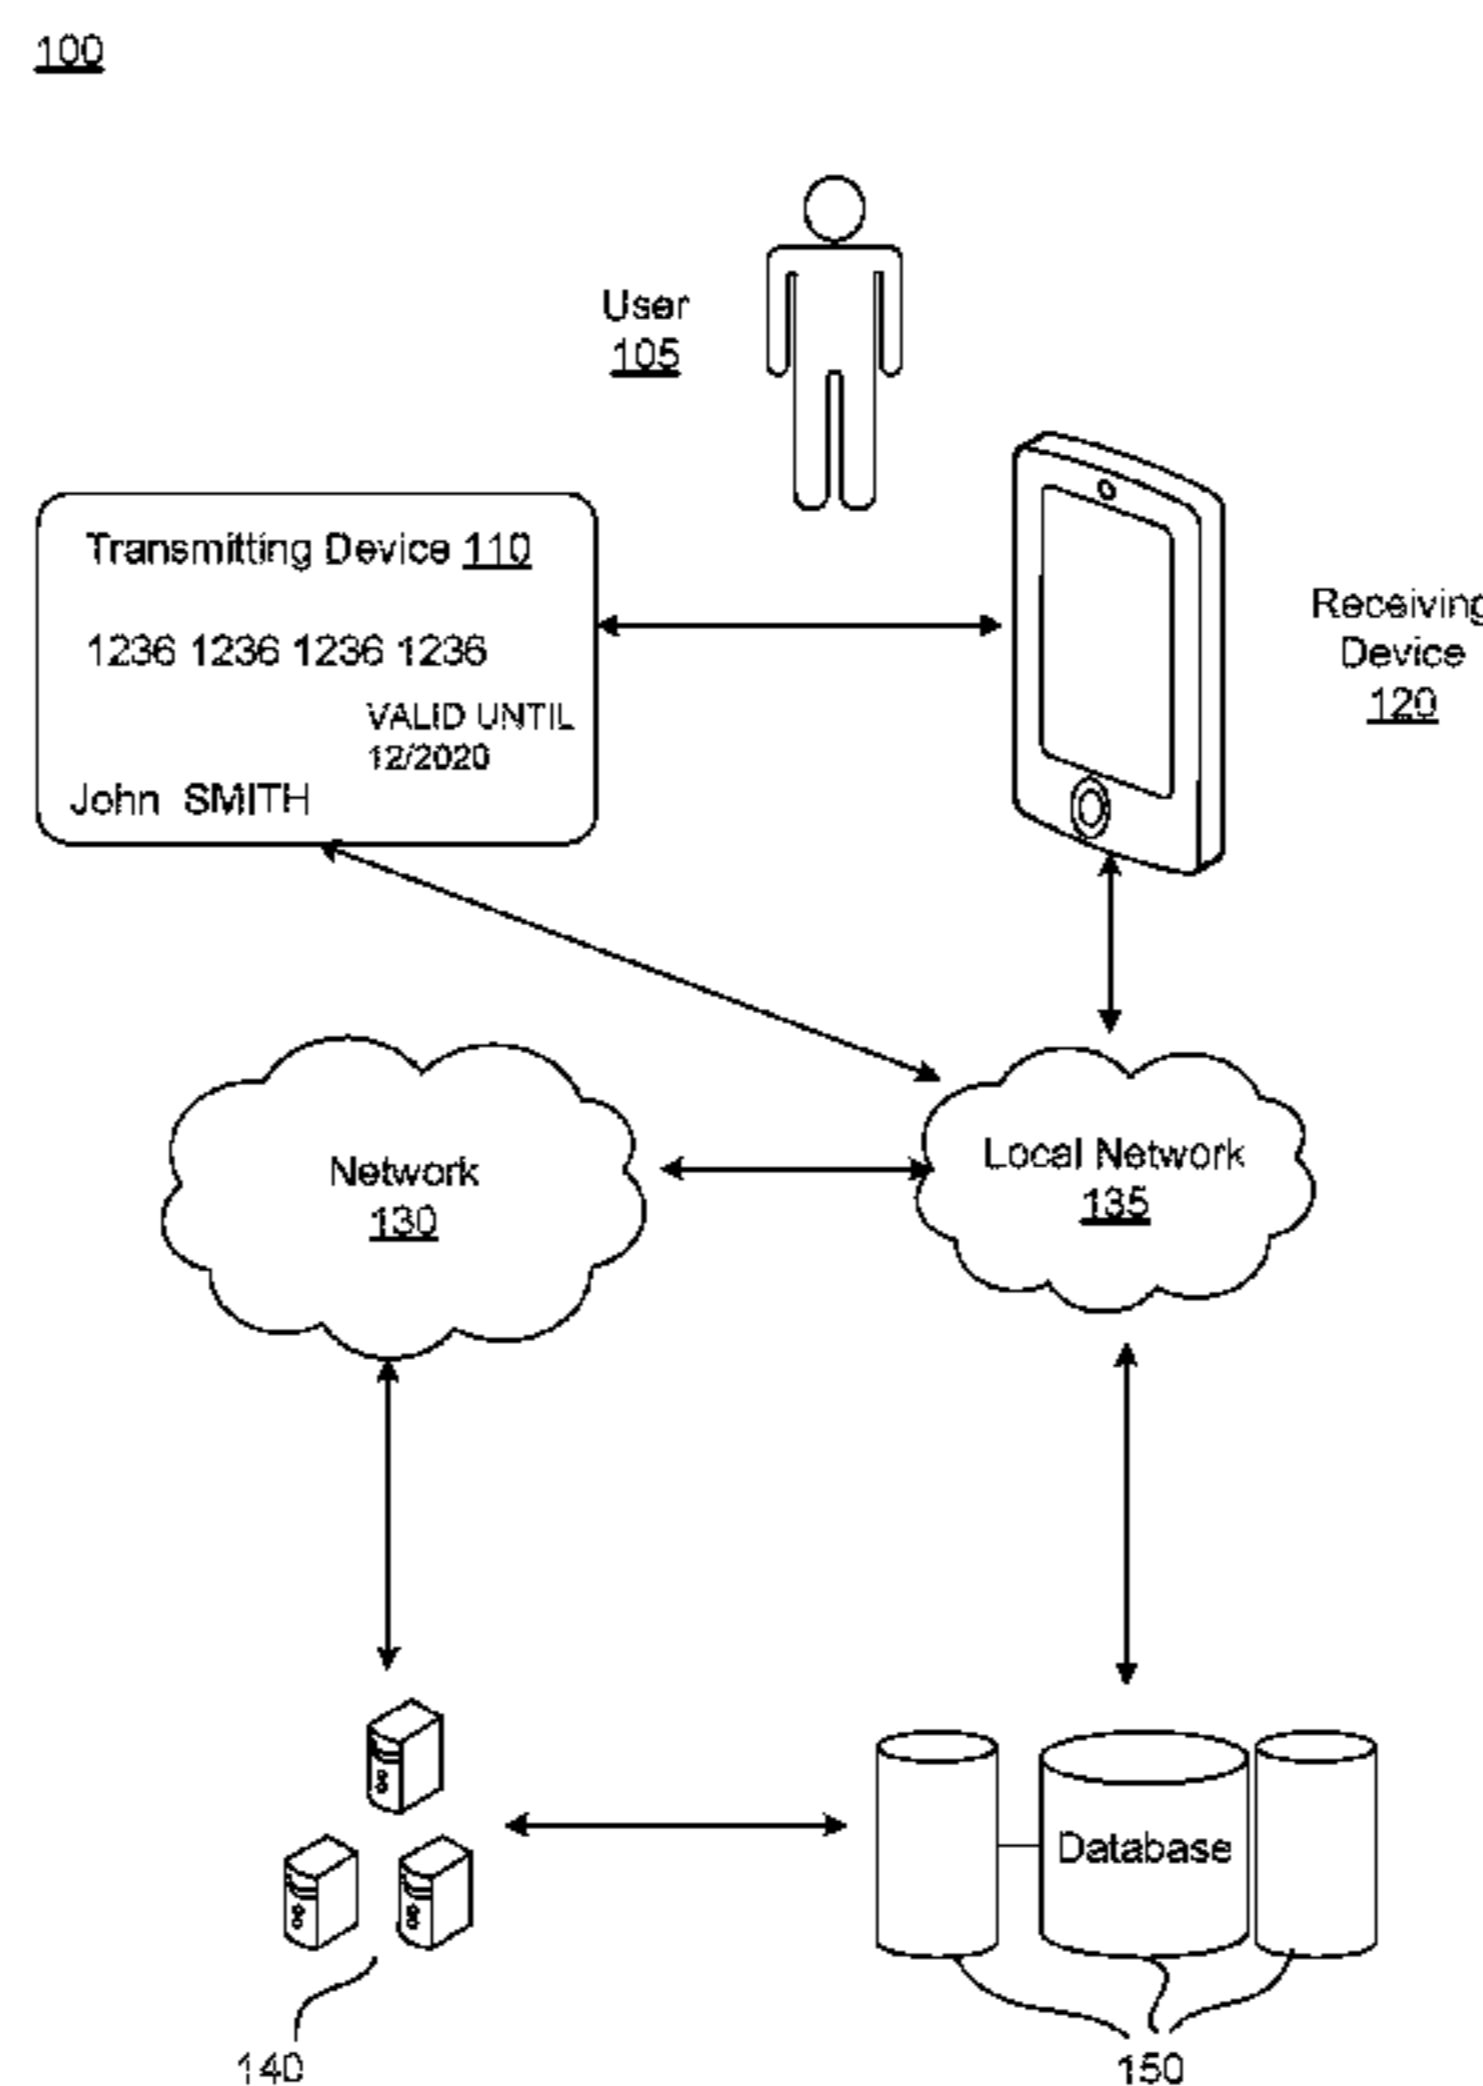 100
User
105
Transmitting Device 110
1236 1236 1236 1236
VALID UNTIL
12/2020
John SMITH
Receiving
Device
120
Network
130
Local Network
135
Database
140
150